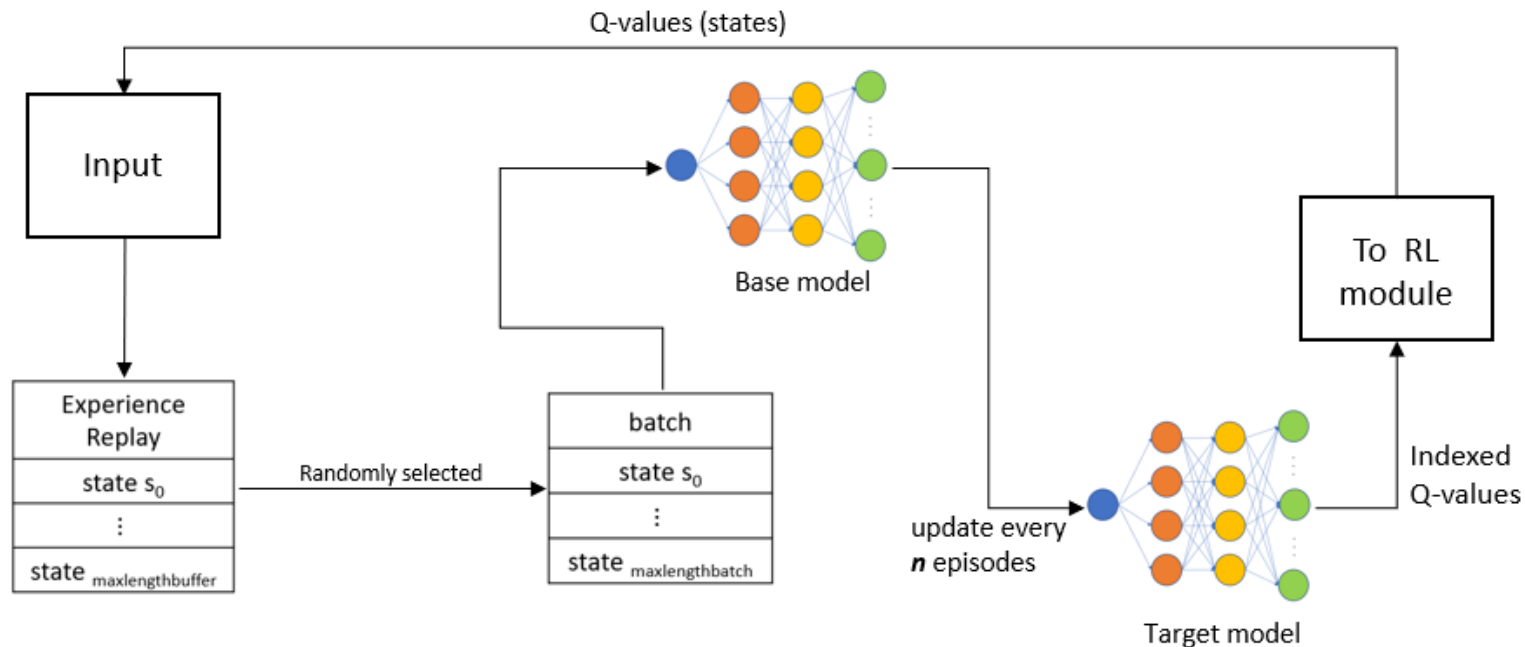 Q-values (states)
Input
Base model
To RL
module
Experience
Replay
state s₀
⋮
state maxlengthbuffer
Randomly selected
batch
state s₀
⋮
state maxlengthbatch
update every
n episodes
Indexed
Q-values
Target model